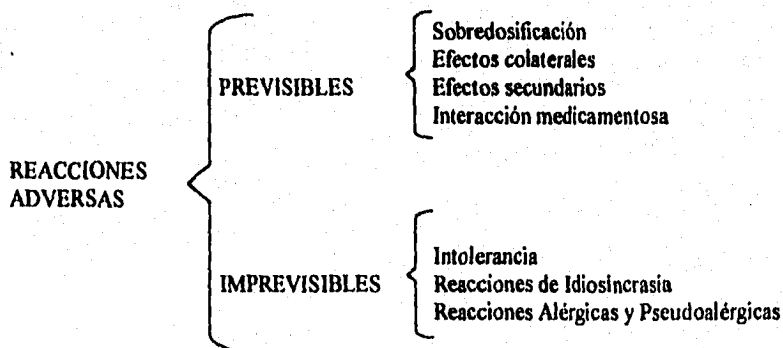 REACCIONES
ADVERSAS
PREVISIBLES
Sobredosificación
Efectos colaterales
Efectos secundarios
Interacción medicamentosa
IMPREVISIBLES
Intolerancia
Reacciones de Idiosincrasia
Reacciones Alérgicas y Pseudoalérgicas